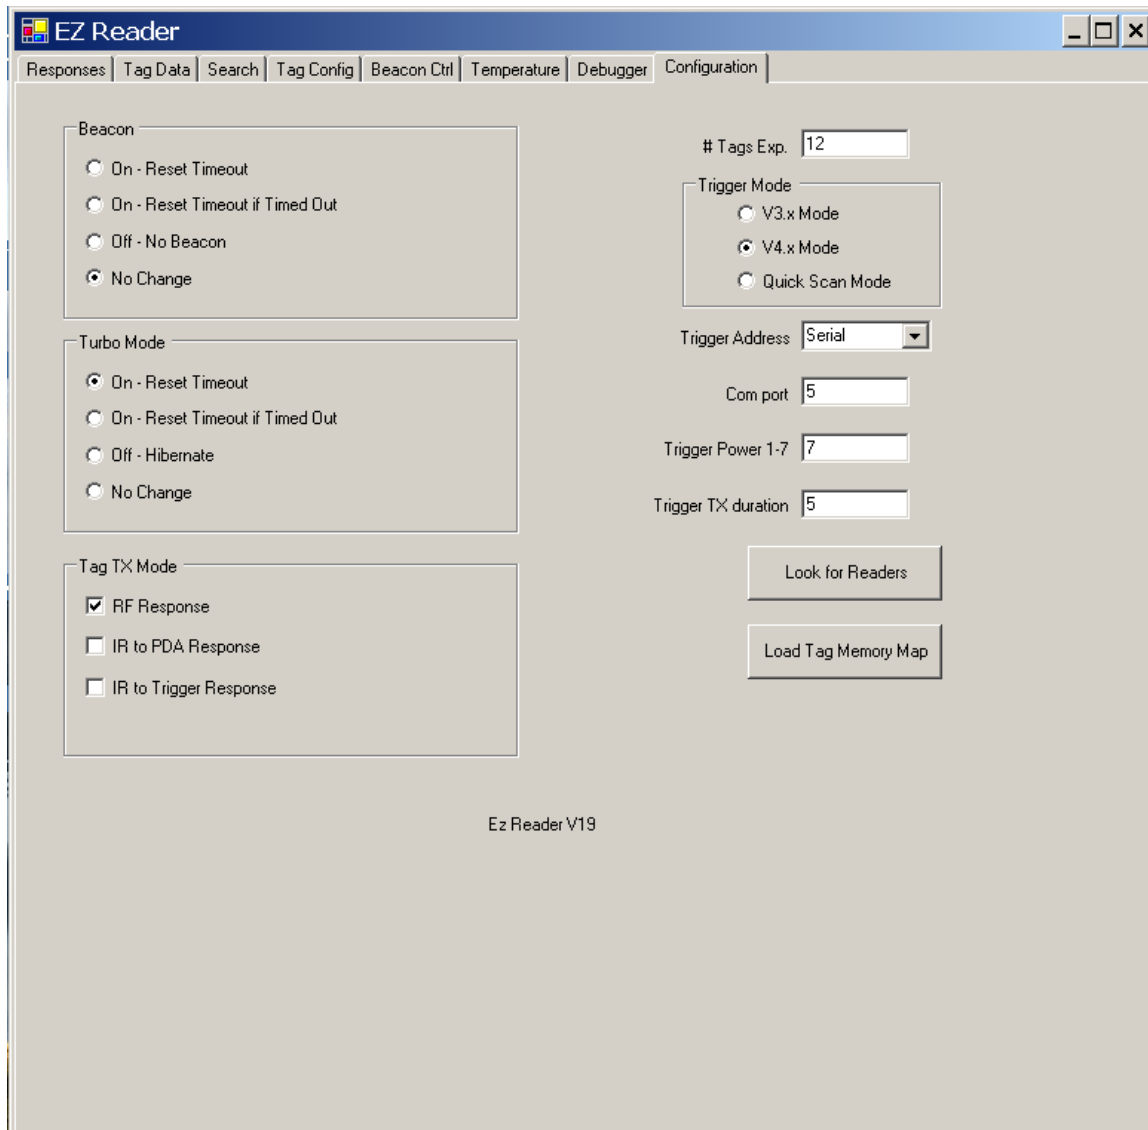 EZ Reader
Responses
Tag Data
Search
Tag Config
Beacon Ctrl
Temperature
Debugger
Configuration
Beacon
On - Reset Timeout
On - Reset Timeout if Timed Out
Off - No Beacon
No Change
Turbo Mode
On - Reset Timeout
On - Reset Timeout if Timed Out
Off - Hibernate
No Change
Tag TX Mode
RF Response
IR to PDA Response
IR to Trigger Response
# Tags Exp. 12
Trigger Mode
V3.x Mode
V4.x Mode
Quick Scan Mode
Trigger Address Serial
Com port 5
Trigger Power 1-7 7
Trigger TX duration 5
Look for Readers
Load Tag Memory Map
Ez Reader V19